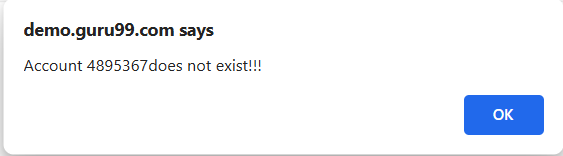 demo.guru99.com says
Account 4895367does not exist!!!
OK